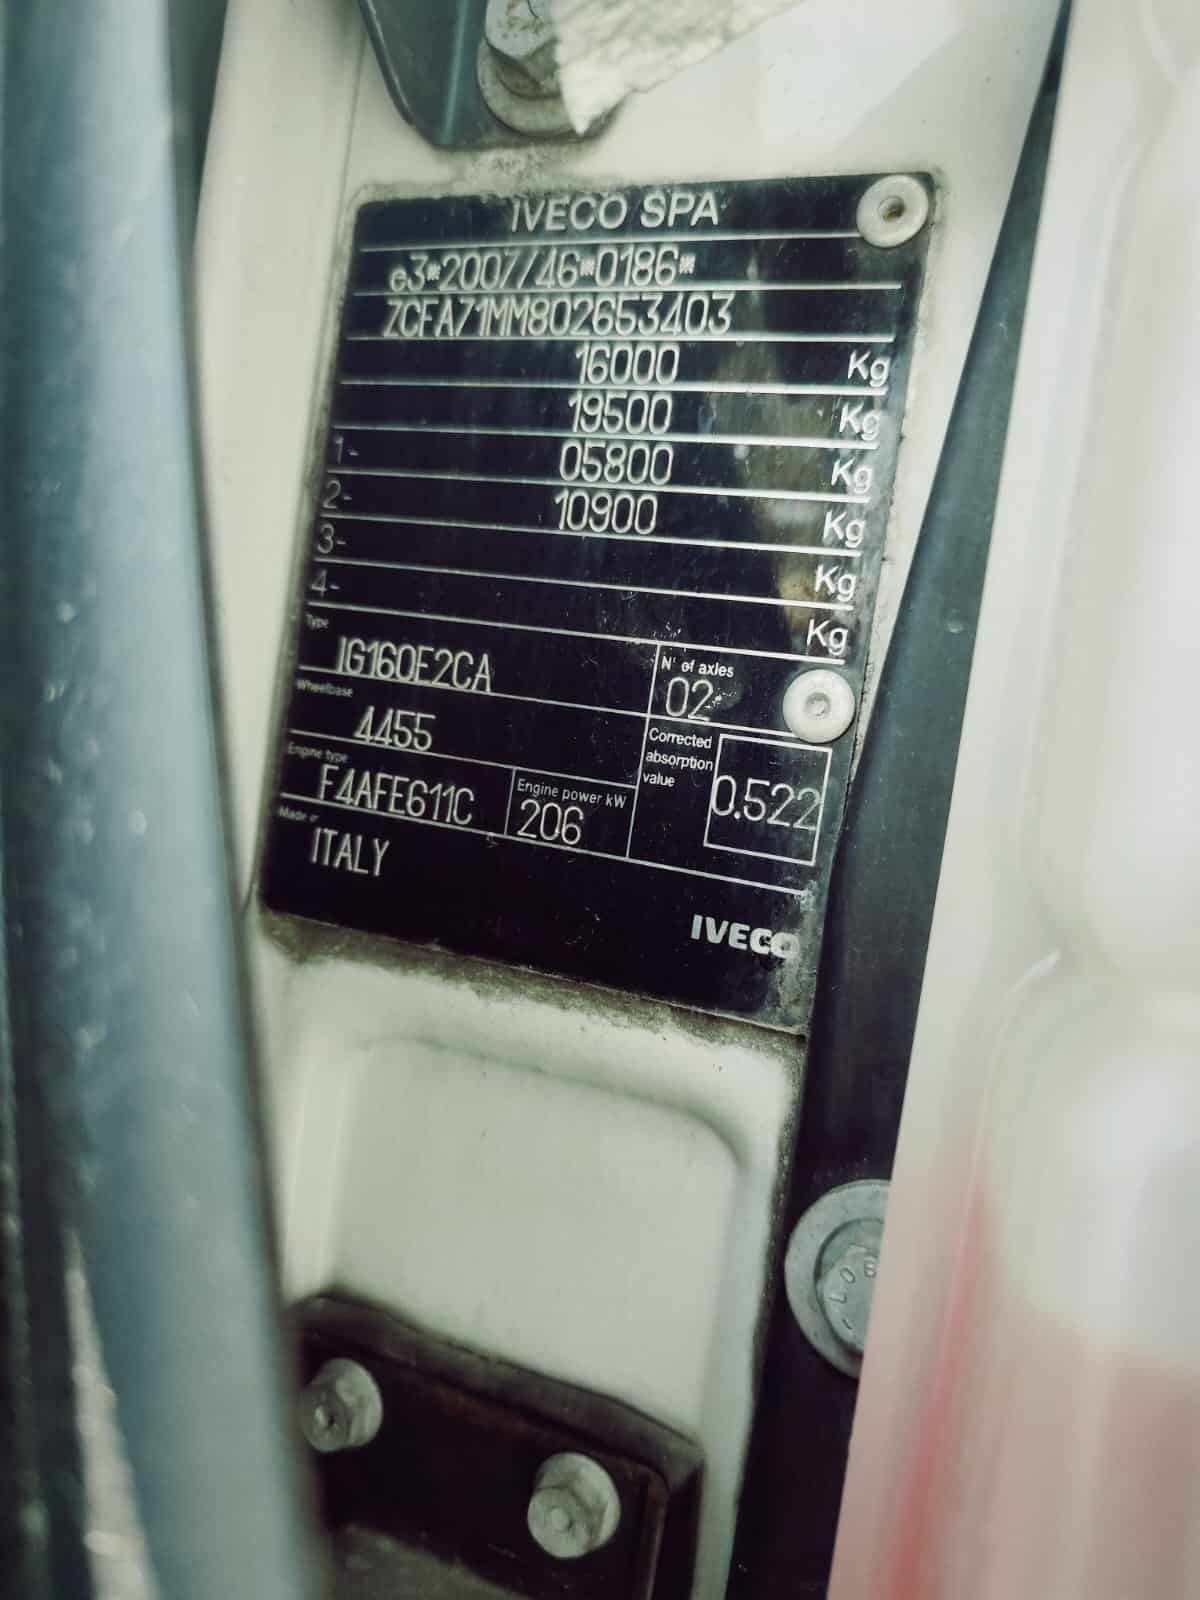 IVECO SPA
e3*2007/46*0186*
ZCFA71MM802653403
16000 Kg
19500 Kg
1- 05800 Kg
2- 10900 Kg
3- Kg
4- Kg
Type
IG160E2CA
N° of axles
02
Wheelbase
4455
Corrected
absorption
value
0.522
Engine type
F4AFE611C
Engine power kW
206
Made in
ITALY
IVECO